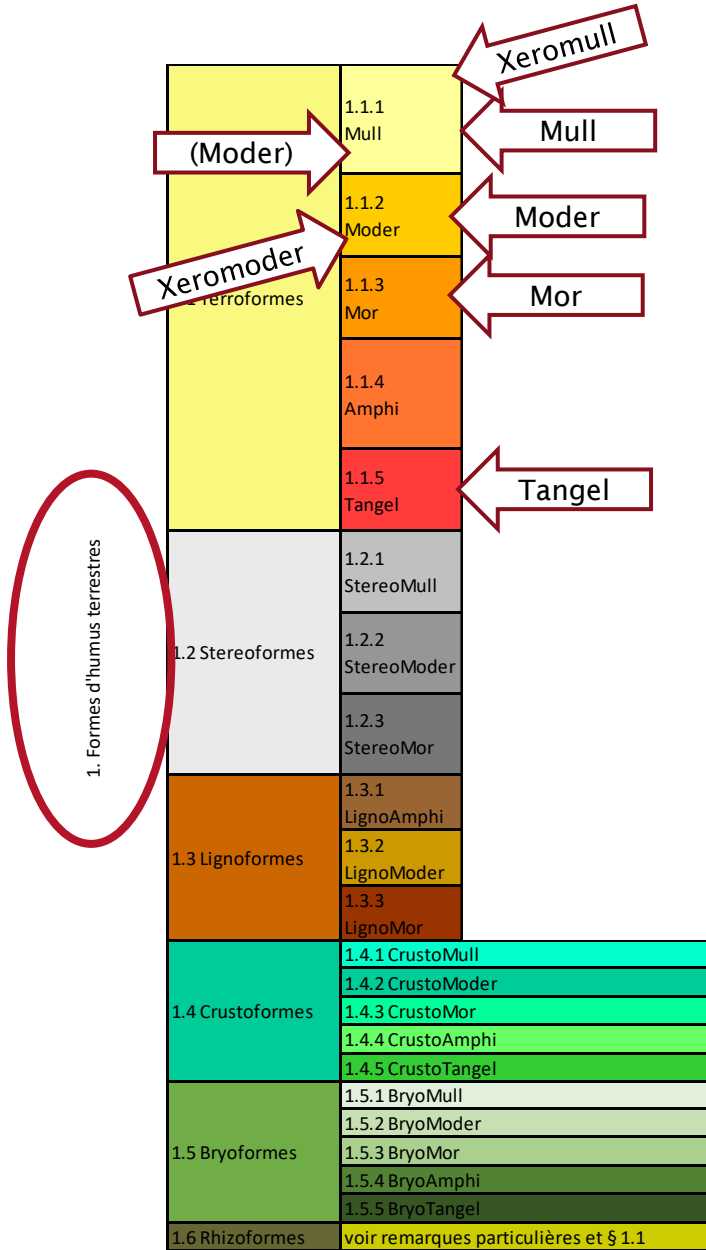 Xeromull
1.1.1
Mull
Mull
(Moder)
1.1.2
Moder
Moder
Xeromoder
Terroformes
1.1.3
Mor
Mor
1.1.4
Amphi
1.1.5
Tangel
Tangel
1. Formes d'humus terrestres
1.2 Stereoformes
1.2.1
StereoMull
1.2.2
StereoModer
1.2.3
StereoMor
1.3 Lignoformes
1.3.1
LignoAmphi
1.3.2
LignoModer
1.3.3
LignoMor
1.4 Crustoformes
1.4.1 CrustoMull
1.4.2 CrustoModer
1.4.3 CrustoMor
1.4.4 CrustoAmphi
1.4.5 CrustoTangel
1.5 Bryoformes
1.5.1 BryoMull
1.5.2 BryoModer
1.5.3 BryoMor
1.5.4 BryoAmphi
1.5.5 BryoTangel
1.6 Rhizoformes
voir remarques particulières et § 1.1